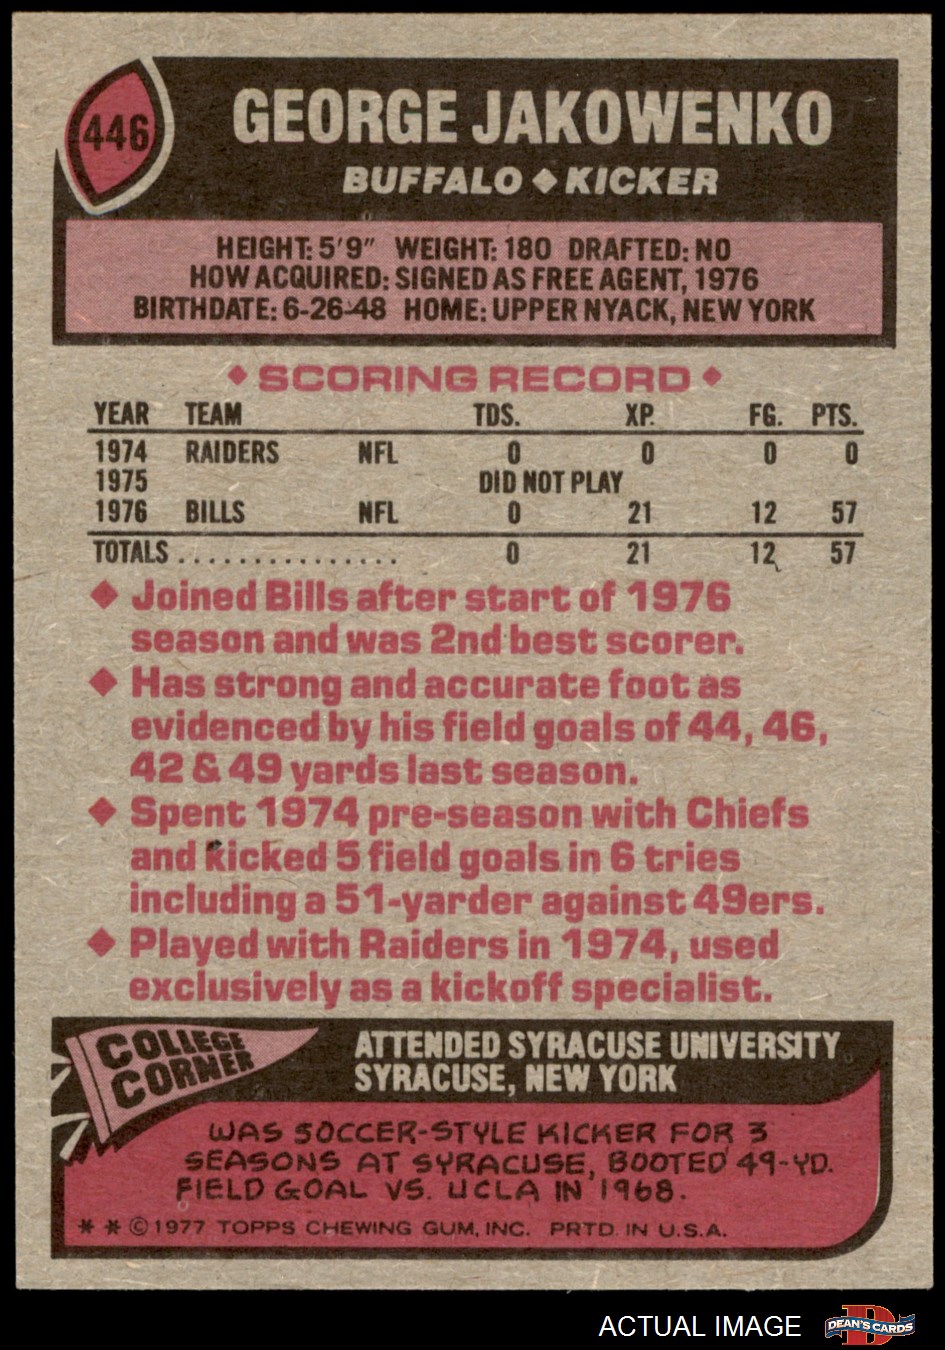 446
GEORGE JAKOWENKO
BUFFALO ◆ KICKER
HEIGHT: 5'9" WEIGHT: 180 DRAFTED: NO
HOW ACQUIRED: SIGNED AS FREE AGENT, 1976
BIRTHDATE: 6-26-48 HOME: UPPER NYACK, NEW YORK
◆ SCORING RECORD ◆
YEAR TEAM TDS. XP. FG. PTS.
1974 RAIDERS NFL 0 0 0 0
1975 DID NOT PLAY
1976 BILLS NFL 0 21 12 57
TOTALS ............... 0 21 12 57
◆ Joined Bills after start of 1976
season and was 2nd best scorer.
◆ Has strong and accurate foot as
evidenced by his field goals of 44, 46,
42 & 49 yards last season.
◆ Spent 1974 pre-season with Chiefs
and kicked 5 field goals in 6 tries
including a 51-yarder against 49ers.
◆ Played with Raiders in 1974, used
exclusively as a kickoff specialist.
COLLEGE
CORNER
ATTENDED SYRACUSE UNIVERSITY
SYRACUSE, NEW YORK
WAS SOCCER-STYLE KICKER FOR 3
SEASONS AT SYRACUSE, BOOTED 49-YD.
FIELD GOAL VS. UCLA IN 1968.
* * © 1977 TOPPS CHEWING GUM, INC. PRTD. IN U.S.A.
ACTUAL IMAGE
D
DEAN'S CARDS